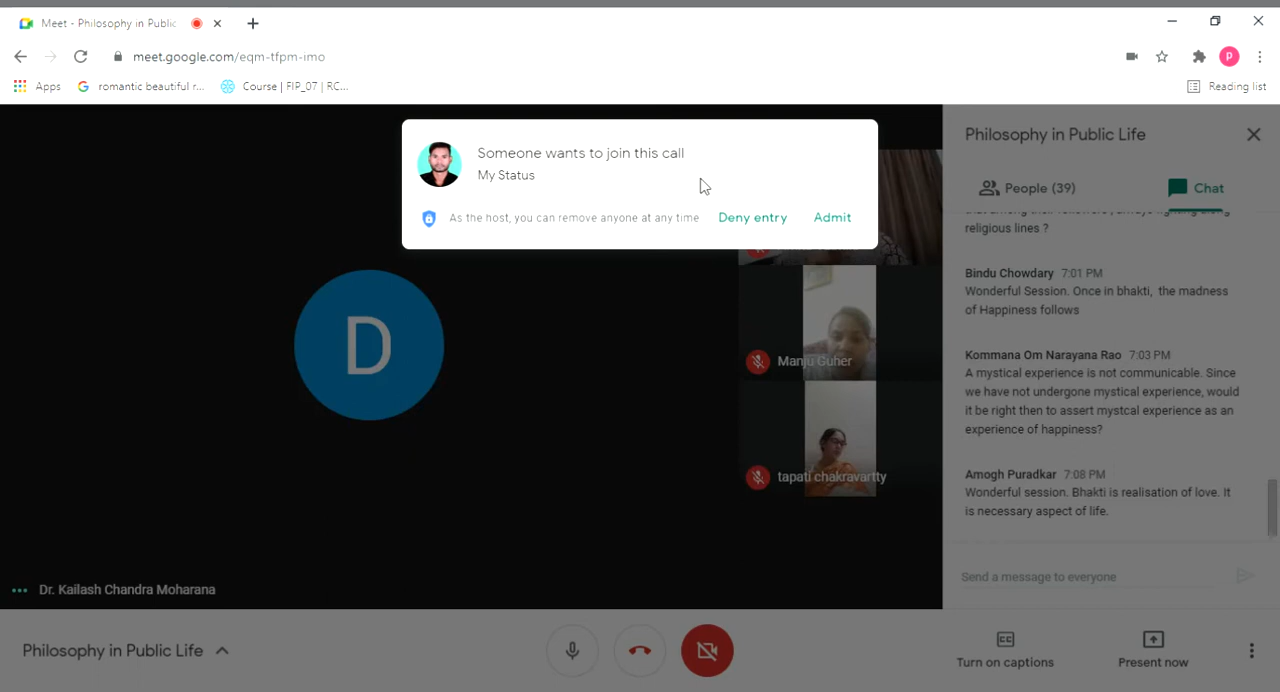 Meet - Philosophy in Public
meet.google.com/eqm-tfpm-imo
P
Apps
romantic beautiful r...
Course | FIP_07 | RC...
Reading list
Someone wants to join this call
My Status
As the host, you can remove anyone at any time
Deny entry
Admit
D
Manju Guher
tapati chakravartty
Dr. Kailash Chandra Moharana
Philosophy in Public Life
People (39)
Chat
religious lines ?
Bindu Chowdary 7:01 PM
Wonderful Session. Once in bhakti, the madness
of Happiness follows
Kommana Om Narayana Rao 7:03 PM
A mystical experience is not communicable. Since
we have not undergone mystical experience, would
it be right then to assert mystcal experience as an
experience of happiness?
Amogh Puradkar 7:08 PM
Wonderful session. Bhakti is realisation of love. It
is necessary aspect of life.
Send a message to everyone
Philosophy in Public Life
CC
Turn on captions
Present now